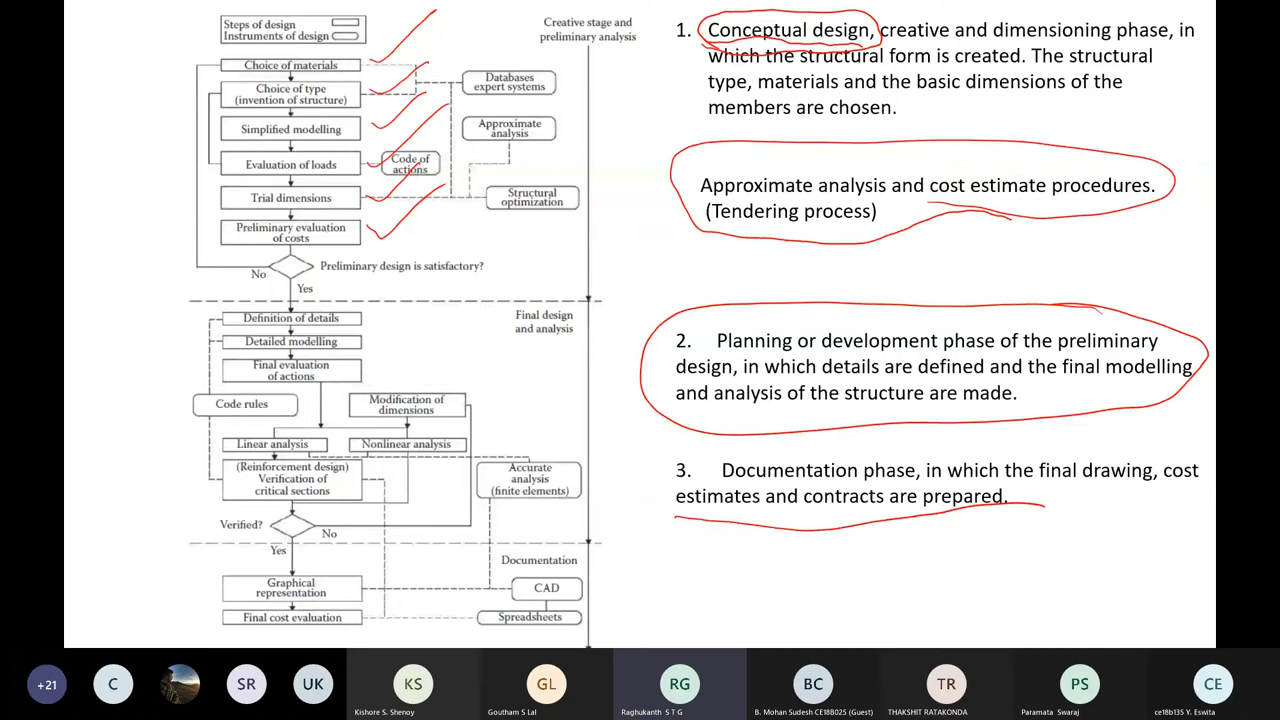 Steps of design
Instruments of design
Creative stage and
preliminary analysis
Choice of materials
Choice of type
(invention of structure)
Databases
expert systems
Simplified modelling
Approximate
analysis
Evaluation of loads
Code of
actions
Trial dimensions
Structural
optimization
Preliminary evaluation
of costs
No
Preliminary design is satisfactory?
Yes
Definition of details
Final design
and analysis
Detailed modelling
Final evaluation
of actions
Code rules
Modification of
dimensions
Linear analysis
Nonlinear analysis
(Reinforcement design)
Verification of
critical sections
Accurate
analysis
(finite elements)
Verified?
No
Yes
Documentation
Graphical
representation
CAD
Final cost evaluation
Spreadsheets
1. Conceptual design, creative and dimensioning phase, in
which the structural form is created. The structural
type, materials and the basic dimensions of the
members are chosen.
Approximate analysis and cost estimate procedures.
(Tendering process)
2. Planning or development phase of the preliminary
design, in which details are defined and the final modelling
and analysis of the structure are made.
3. Documentation phase, in which the final drawing, cost
estimates and contracts are prepared.
+21
C
SR
UK
KS
GL
RG
BC
TR
PS
CE
Kishore S. Shenoy
Goutham S Lal
Raghukanth S T G
B. Mohan Sudesh CE18B025 (Guest)
THAKSHIT RATAKONDA
Paramata Swaraj
ce18b135 Y. Eswita